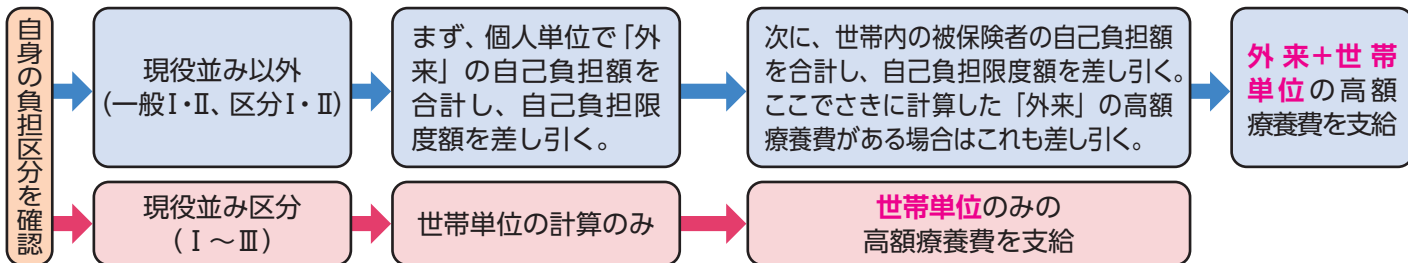 自身の負担区分を確認
現役並み以外
(一般Ⅰ・Ⅱ、区分Ⅰ・Ⅱ)
まず、個人単位で「外
来」の自己負担額を
合計し、自己負担限
度額を差し引く。
次に、世帯内の被保険者の自己負担額
を合計し、自己負担限度額を差し引く。
ここでさきに計算した「外来」の高額
療養費がある場合はこれも差し引く。
外来＋世帯
単位の高額
療養費を支給
現役並み区分
(Ⅰ～Ⅲ)
世帯単位の計算のみ
世帯単位のみの
高額療養費を支給